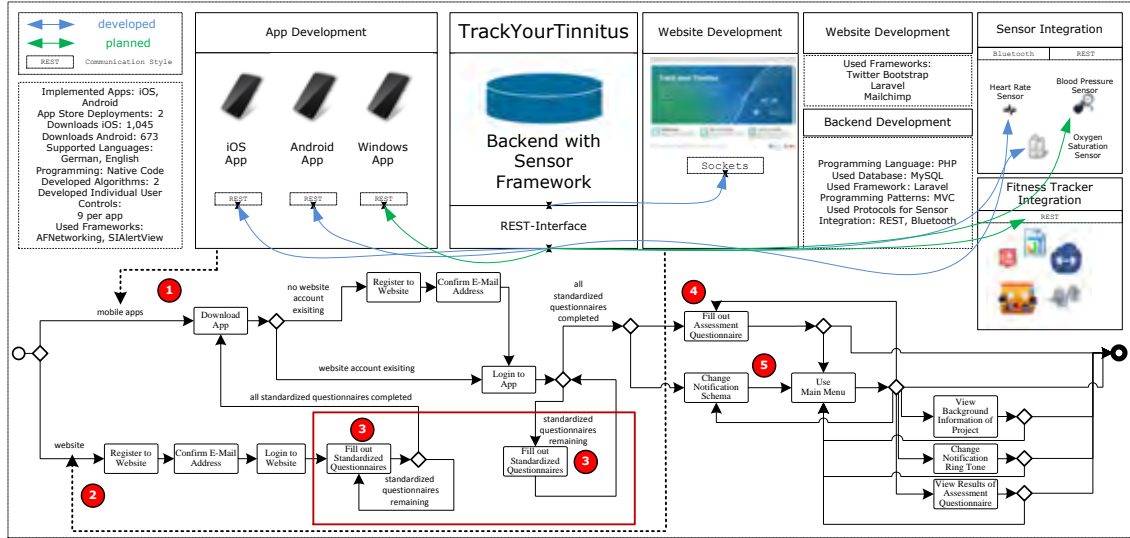 developed
planned
REST
Communication Style
Implemented Apps: iOS,
Android
App Store Deployments: 2
Downloads iOS: 1,045
Downloads Android: 673
Supported Languages:
German, English
Programming: Native Code
Developed Algorithms: 2
Developed Individual User
Controls:
9 per app
Used Frameworks:
AFNetworking, SIAlertView
App Development
iOS
App
Android
App
Windows
App
REST
REST
REST
TrackYourTinnitus
Backend with
Sensor
Framework
REST-Interface
Website Development
Track your Tinnitus
Sockets
Website Development
Used Frameworks:
Twitter Bootstrap
Laravel
Mailchimp
Backend Development
Programming Language: PHP
Used Database: MySQL
Used Framework: Laravel
Programming Patterns: MVC
Used Protocols for Sensor
Integration: REST, Bluetooth
Sensor Integration
Bluetooth
REST
Heart Rate
Sensor
Blood Pressure
Sensor
Oxygen
Saturation
Sensor
Fitness Tracker
Integration
REST
1
mobile apps
Download
App
no website
account
exisiting
Register to
Website
Confirm E-Mail
Address
website account exisiting
Login to
App
all
standardized
questionnaires
completed
all standardized questionnaires completed
4
Fill out
Assessment
Questionnaire
5
Change
Notification
Schema
Use
Main Menu
View
Background
Information of
Project
Change
Notification
Ring Tone
View Results of
Assessment
Questionnaire
website
2
Register to
Website
Confirm E-Mail
Address
Login to
Website
3
Fill out
Standardized
Questionnaires
standardized
questionnaires
remaining
standardized
questionnaires
remaining
Fill out
Standardized
Questionnaires
3